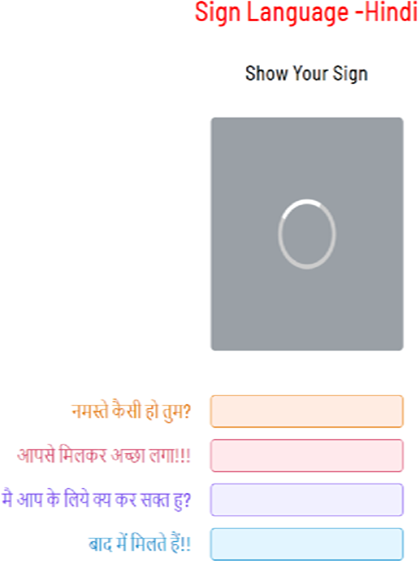 Sign Language -Hindi
Show Your Sign
नमस्ते कैसी हो तुम?
आपसे मिलकर अच्छा लगा!!!
मै आप के लिये क्य कर सक्त हु?
बाद में मिलते हैं!!